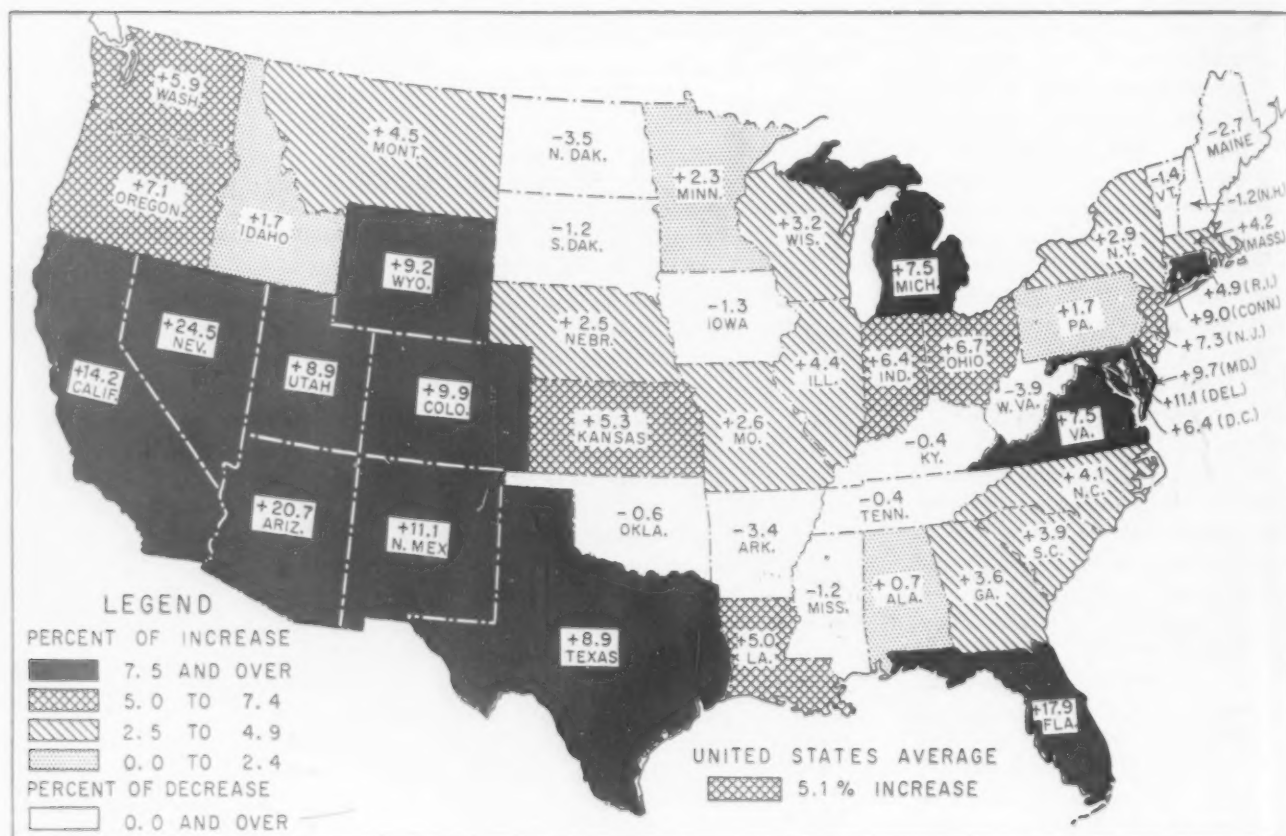 +5.9
WASH.
+4.5
MONT.
-3.5
N. DAK.
+2.3
MINN.
-2.7
MAINE
-1.4
VT.
-1.2 (N.H.)
+7.1
OREGON
+1.7
IDAHO
-1.2
S. DAK.
+3.2
WIS.
+2.9
N.Y.
+4.2
(MASS.)
+9.2
WYO.
+7.5
MICH.
+4.9 (R.I.)
+9.0 (CONN.)
+7.3 (N.J.)
+9.7 (MD.)
+11.1 (DEL.)
+6.4 (D.C.)
-1.3
IOWA
+1.7
PA.
+24.5
NEV.
+2.5
NEBR.
+14.2
CALIF.
+8.9
UTAH
+9.9
COLO.
+4.4
ILL.
+6.4
IND.
+6.7
OHIO
-3.9
W. VA.
+7.5
VA.
+5.3
KANSAS
+2.6
MO.
-0.4
KY.
+4.1
N.C.
+20.7
ARIZ.
+11.1
N. MEX
-0.6
OKLA.
-3.4
ARK.
-0.4
TENN.
+3.9
S.C.
-1.2
MISS.
+0.7
ALA.
+3.6
GA.
+8.9
TEXAS
+5.0
LA.
+17.9
FLA.
LEGEND
PERCENT OF INCREASE
7.5 AND OVER
5.0 TO 7.4
2.5 TO 4.9
0.0 TO 2.4
PERCENT OF DECREASE
0.0 AND OVER
UNITED STATES AVERAGE
5.1% INCREASE